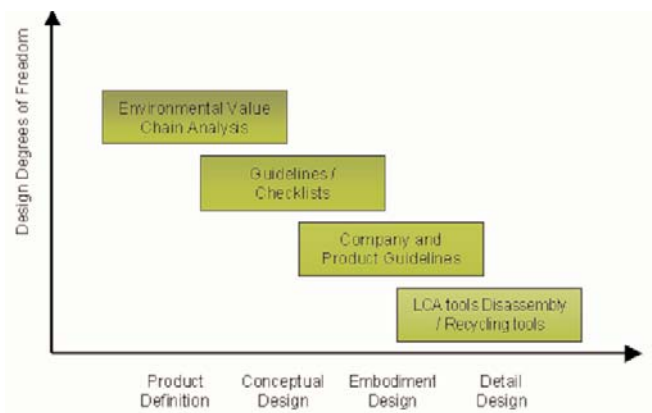 Design Degrees of Freedom
Environmental Value
Chain Analysis
Guidelines /
Checklists
Company and
Product Guidelines
LCA tools Disassembly
/ Recycling tools
Product
Definition
Conceptual
Design
Embodiment
Design
Detail
Design